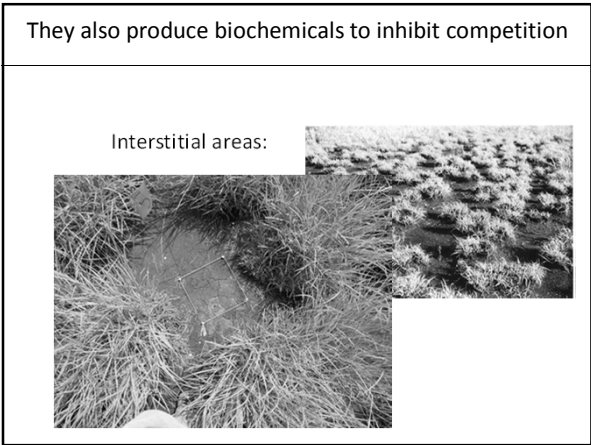 They also produce biochemicals to inhibit competition
Interstitial areas: